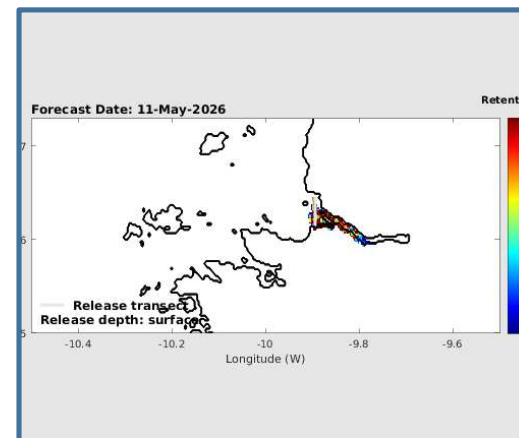 Retent
Forecast Date: 11-May-2026
7
6
5
Release transect
Release depth: surface
-10.4 -10.2 -10 -9.8 -9.6 -9
Longitude (W)